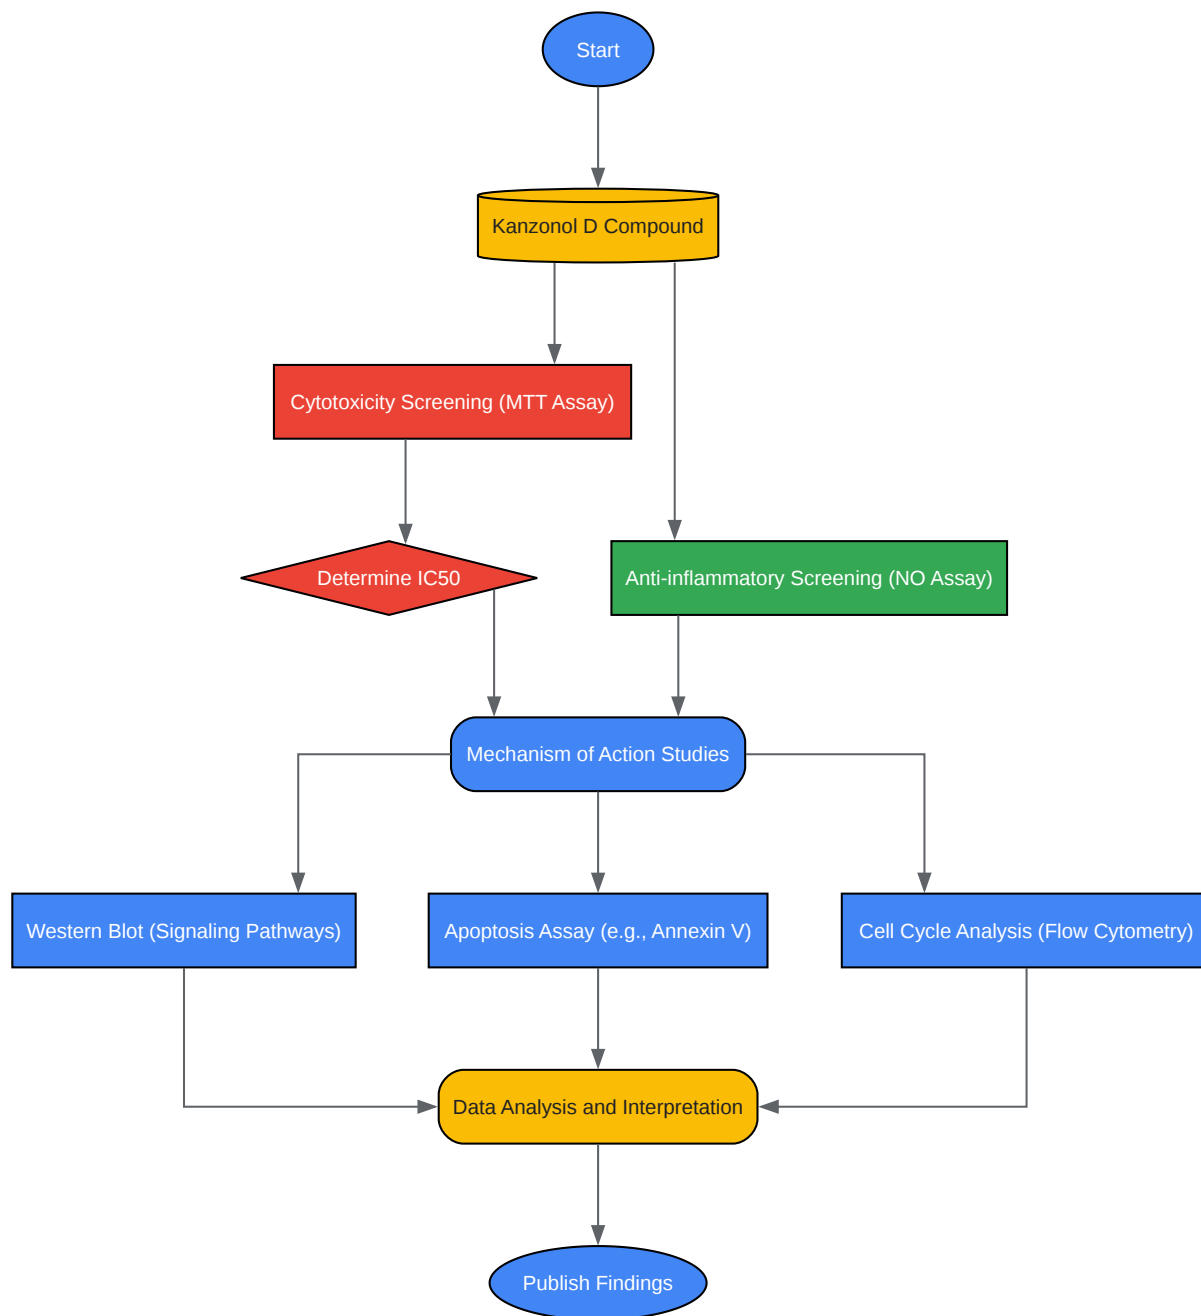 Start
Kanzonol D Compound
Cytotoxicity Screening (MTT Assay)
Determine IC50
Anti-inflammatory Screening (NO Assay)
Mechanism of Action Studies
Western Blot (Signaling Pathways)
Apoptosis Assay (e.g., Annexin V)
Cell Cycle Analysis (Flow Cytometry)
Data Analysis and Interpretation
Publish Findings